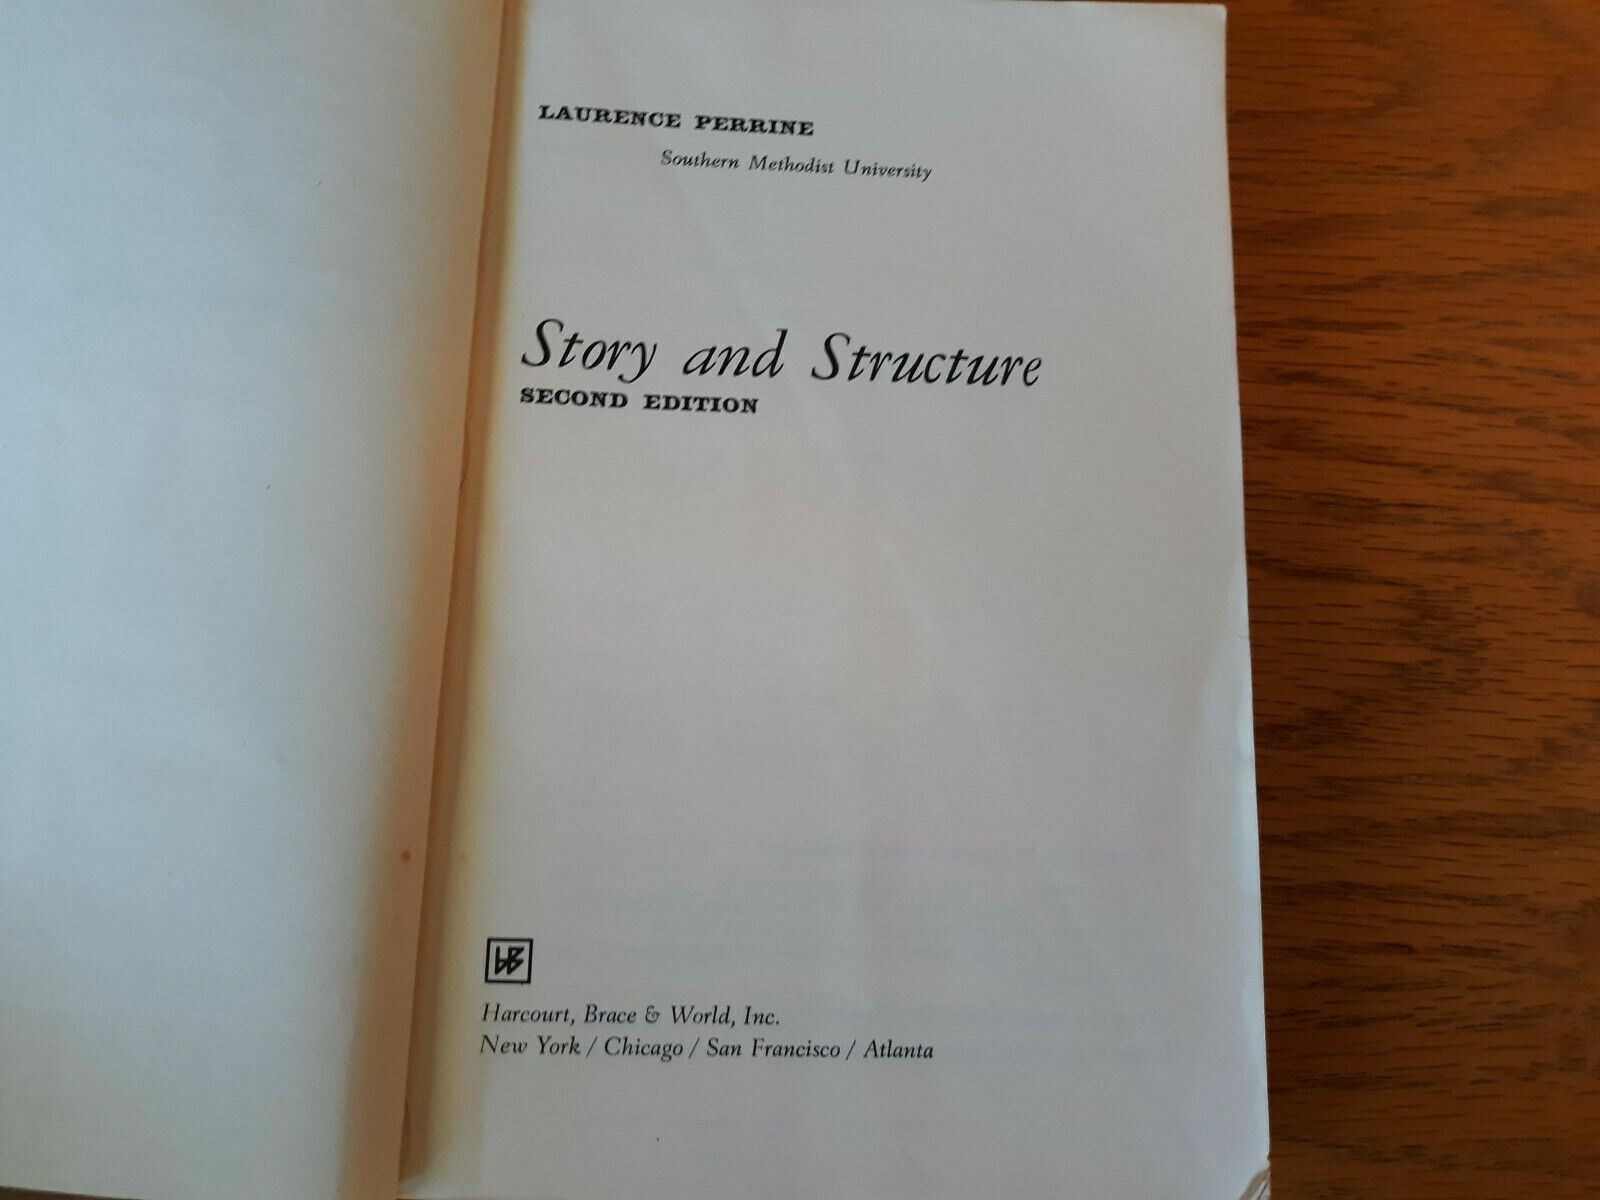 LAURENCE PERRINE
Southern Methodist University
Story and Structure
SECOND EDITION
Harcourt, Brace & World, Inc.
New York / Chicago / San Francisco / Atlanta